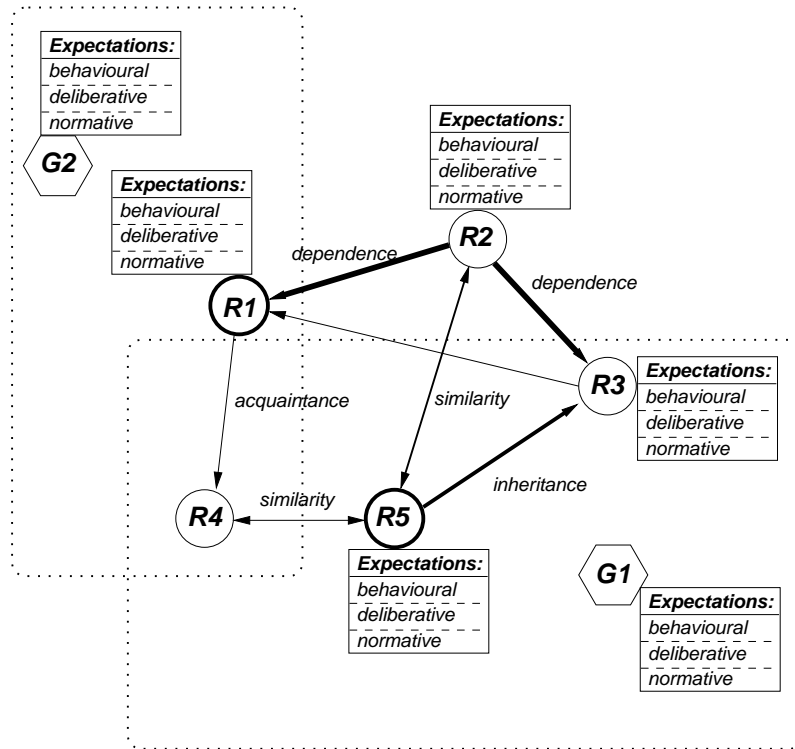 Expectations:
behavioural
deliberative
normative
G2
Expectations:
behavioural
deliberative
normative
Expectations:
behavioural
deliberative
normative
R2
dependence
dependence
R1
R3
Expectations:
behavioural
deliberative
normative
acquaintance
similarity
inheritance
similarity
R4
R5
Expectations:
behavioural
deliberative
normative
G1
Expectations:
behavioural
deliberative
normative